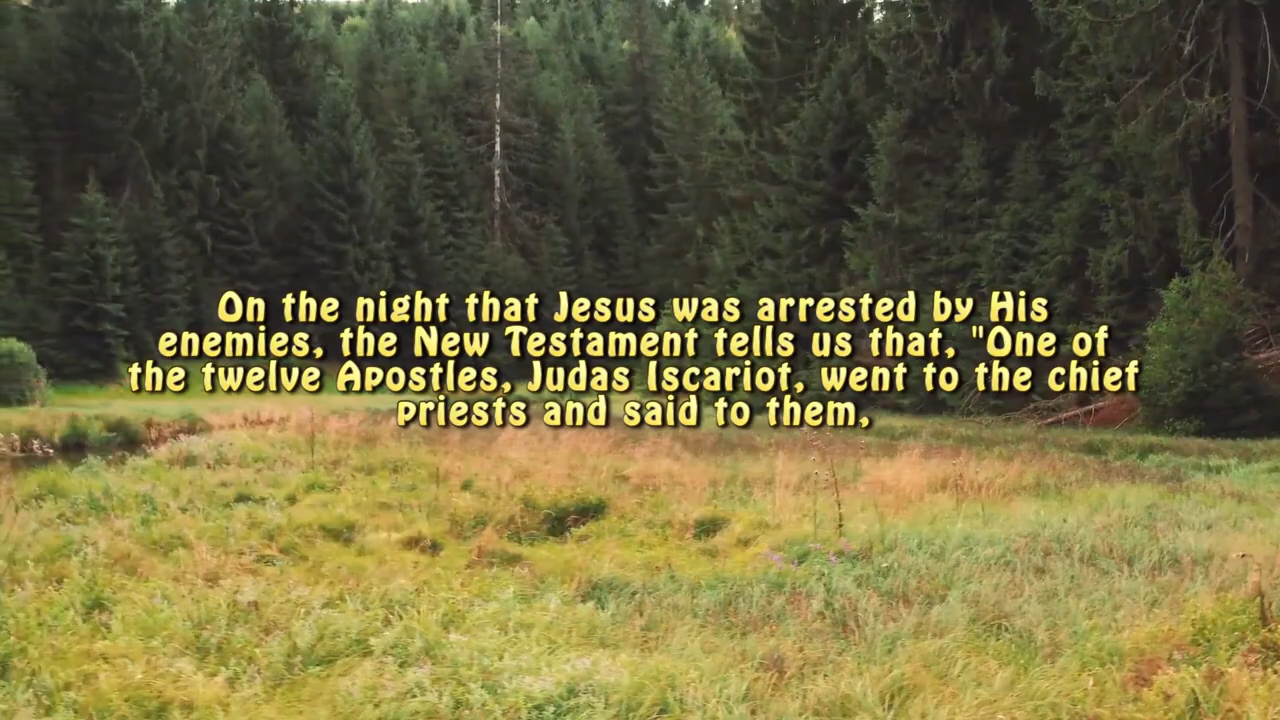 On the night that Jesus was arrested by His
enemies, the New Testament tells us that, "One of
the twelve Apostles, Judas Iscariot, went to the chief
priests and said to them,